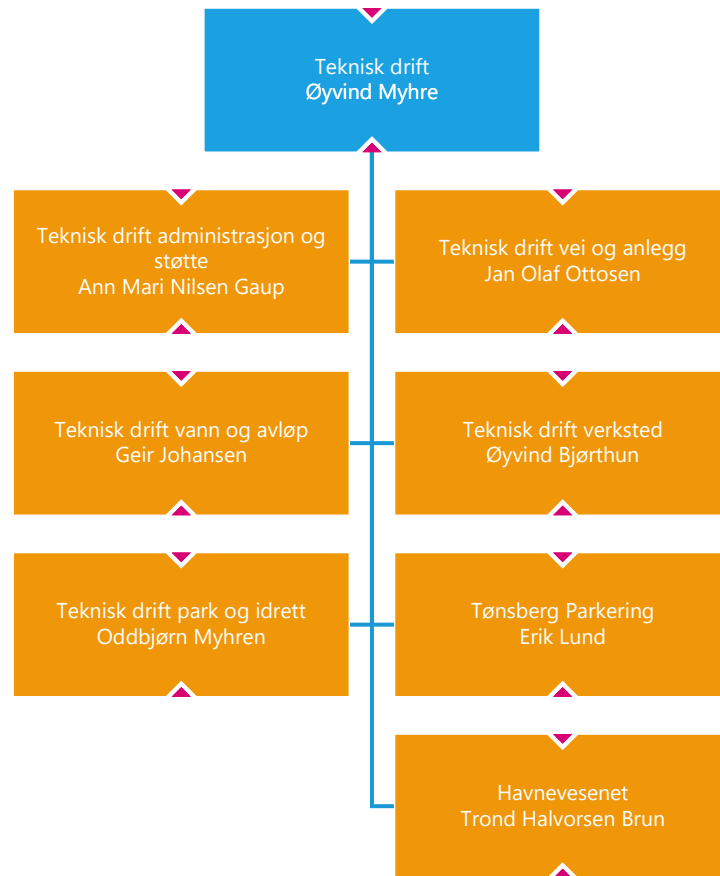 Teknisk drift
Øyvind Myhre
Teknisk drift administrasjon og
støtte
Ann Mari Nilsen Gaup
Teknisk drift vei og anlegg
Jan Olaf Ottosen
Teknisk drift vann og avløp
Geir Johansen
Teknisk drift verksted
Øyvind Bjørthun
Teknisk drift park og idrett
Oddbjørn Myhren
Tønsberg Parkering
Erik Lund
Havnevesenet
Trond Halvorsen Brun